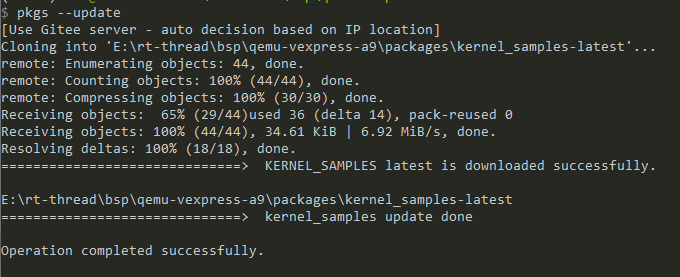 $ pkgs --update
[Use Gitee server - auto decision based on IP location]
Cloning into 'E:\rt-thread\bsp\qemu-vexpress-a9\packages\kernel_samples-latest'...
remote: Enumerating objects: 44, done.
remote: Counting objects: 100% (44/44), done.
remote: Compressing objects: 100% (30/30), done.
Receiving objects:  65% (29/44)used 36 (delta 14), pack-reused 0
Receiving objects: 100% (44/44), 34.61 KiB | 6.92 MiB/s, done.
Resolving deltas: 100% (18/18), done.
==============================>  KERNEL_SAMPLES latest is downloaded successfully.
E:\rt-thread\bsp\qemu-vexpress-a9\packages\kernel_samples-latest
==============================>  kernel_samples update done
Operation completed successfully.